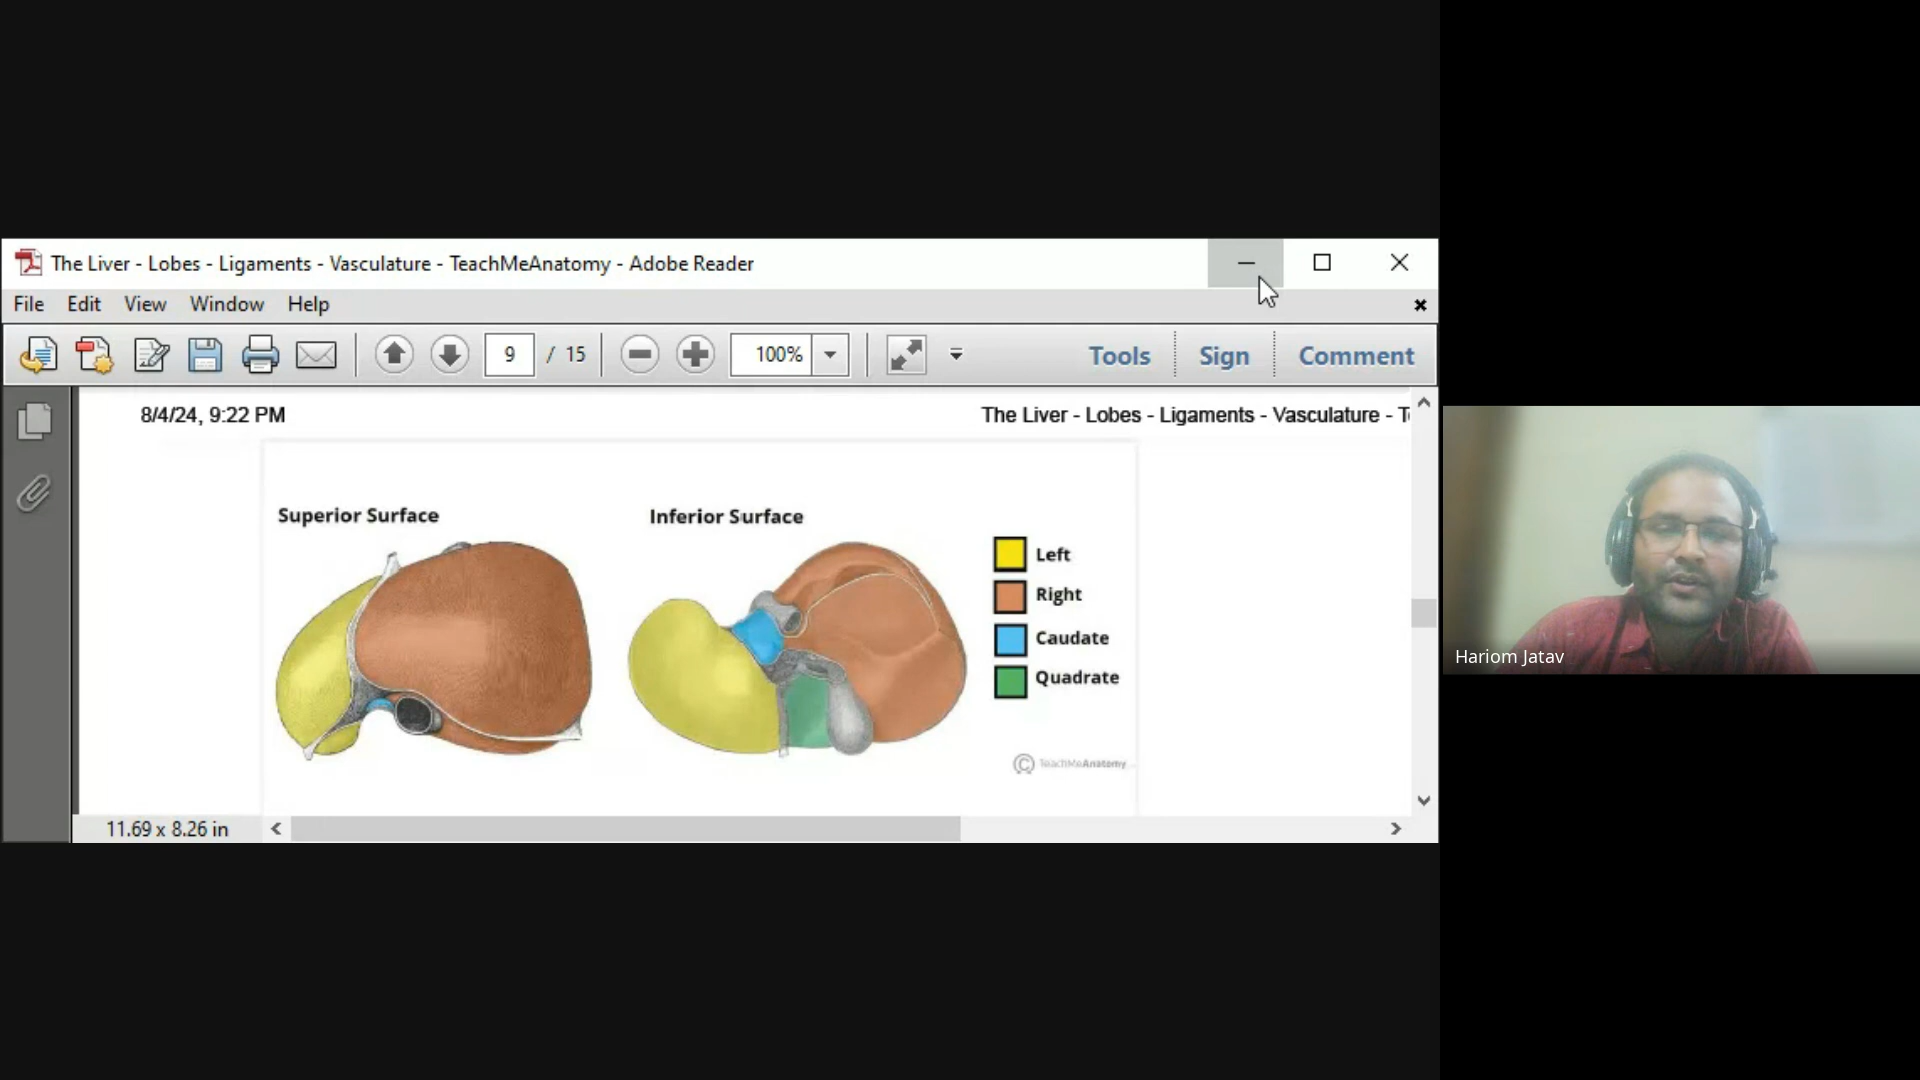 The Liver - Lobes - Ligaments - Vasculature - TeachMeAnatomy - Adobe Reader
File Edit View Window Help
9 / 15 100% Tools Sign Comment
8/4/24, 9:22 PM The Liver - Lobes - Ligaments - Vasculature - T
Superior Surface Inferior Surface
Left
Right
Caudate
Quadrate
© TeachMeAnatomy
11.69 x 8.26 in
Hariom Jatav